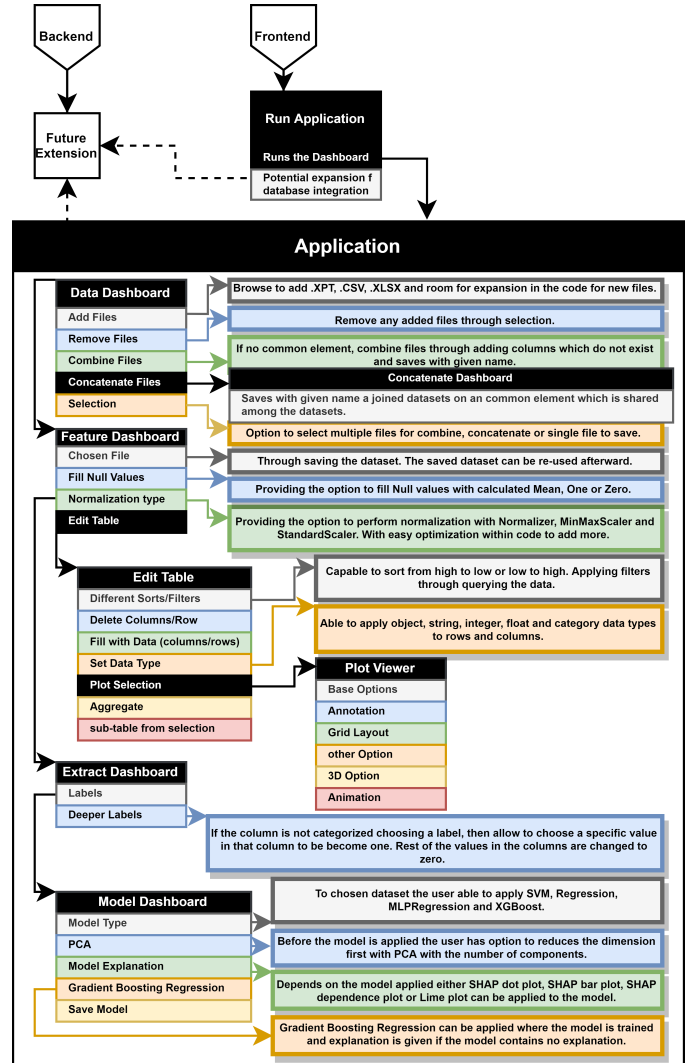 Backend
Frontend
Run Application
Runs the Dashboard
Potential expansion f
database integration
Future
Extension
Application
Data Dashboard
Add Files
Remove Files
Combine Files
Concatenate Files
Selection
Browse to add .XPT, .CSV, .XLSX and room for expansion in the code for new files.
Remove any added files through selection.
If no common element, combine files through adding columns which do not exist
and saves with given name.
Concatenate Dashboard
Saves with given name a joined datasets on an common element which is shared
among the datasets.
Option to select multiple files for combine, concatenate or single file to save.
Feature Dashboard
Chosen File
Fill Null Values
Normalization type
Edit Table
Through saving the dataset. The saved dataset can be re-used afterward.
Providing the option to fill Null values with calculated Mean, One or Zero.
Providing the option to perform normalization with Normalizer, MinMaxScaler and
StandardScaler. With easy optimization within code to add more.
Edit Table
Different Sorts/Filters
Delete Columns/Row
Fill with Data (columns/rows)
Set Data Type
Plot Selection
Aggregate
sub-table from selection
Capable to sort from high to low or low to high. Applying filters
through querying the data.
Able to apply object, string, integer, float and category data types
to rows and columns.
Plot Viewer
Base Options
Annotation
Grid Layout
other Option
3D Option
Animation
Extract Dashboard
Labels
Deeper Labels
If the column is not categorized choosing a label, then allow to choose a specific value
in that column to be become one. Rest of the values in the columns are changed to
zero.
Model Dashboard
Model Type
PCA
Model Explanation
Gradient Boosting Regression
Save Model
To chosen dataset the user able to apply SVM, Regression,
MLPRegression and XGBoost.
Before the model is applied the user has option to reduces the dimension
first with PCA with the number of components.
Depends on the model applied either SHAP dot plot, SHAP bar plot, SHAP
dependence plot or Lime plot can be applied to the model.
Gradient Boosting Regression can be applied where the model is trained
and explanation is given if the model contains no explanation.